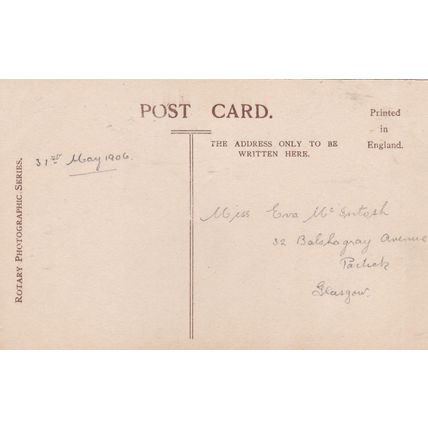 POST CARD.
Printed
in
England.
THE ADDRESS ONLY TO BE
WRITTEN HERE.
ROTARY PHOTOGRAPHIC SERIES.
31st May 1906.
Miss Eva McIntosh
32 Balshagray Avenue
Partick
Glasgow.